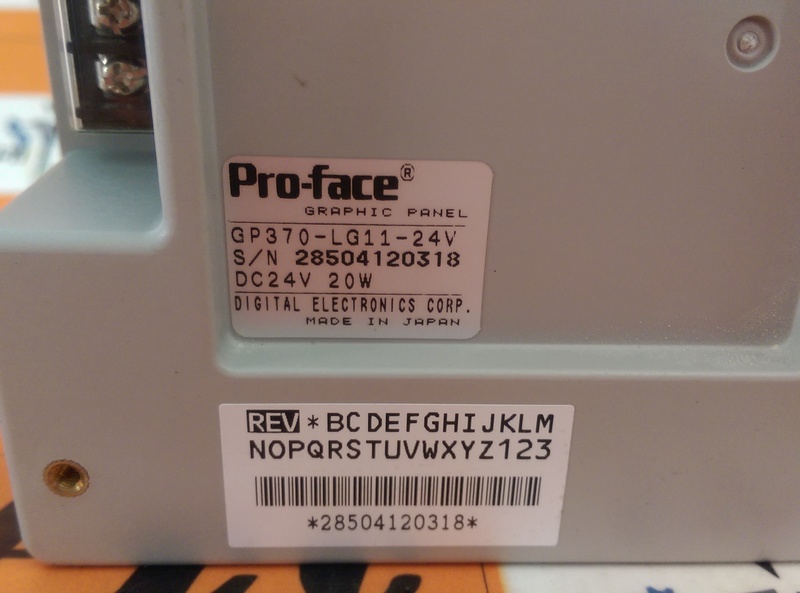 Pro-face®
GRAPHIC PANEL
GP370-LG11-24V
S/N 28504120318
DC24V 20W
DIGITAL ELECTRONICS CORP.
MADE IN JAPAN
REV *BCDEFGHIJKLM
NOPQRSTUVWXYZ123
*28504120318*